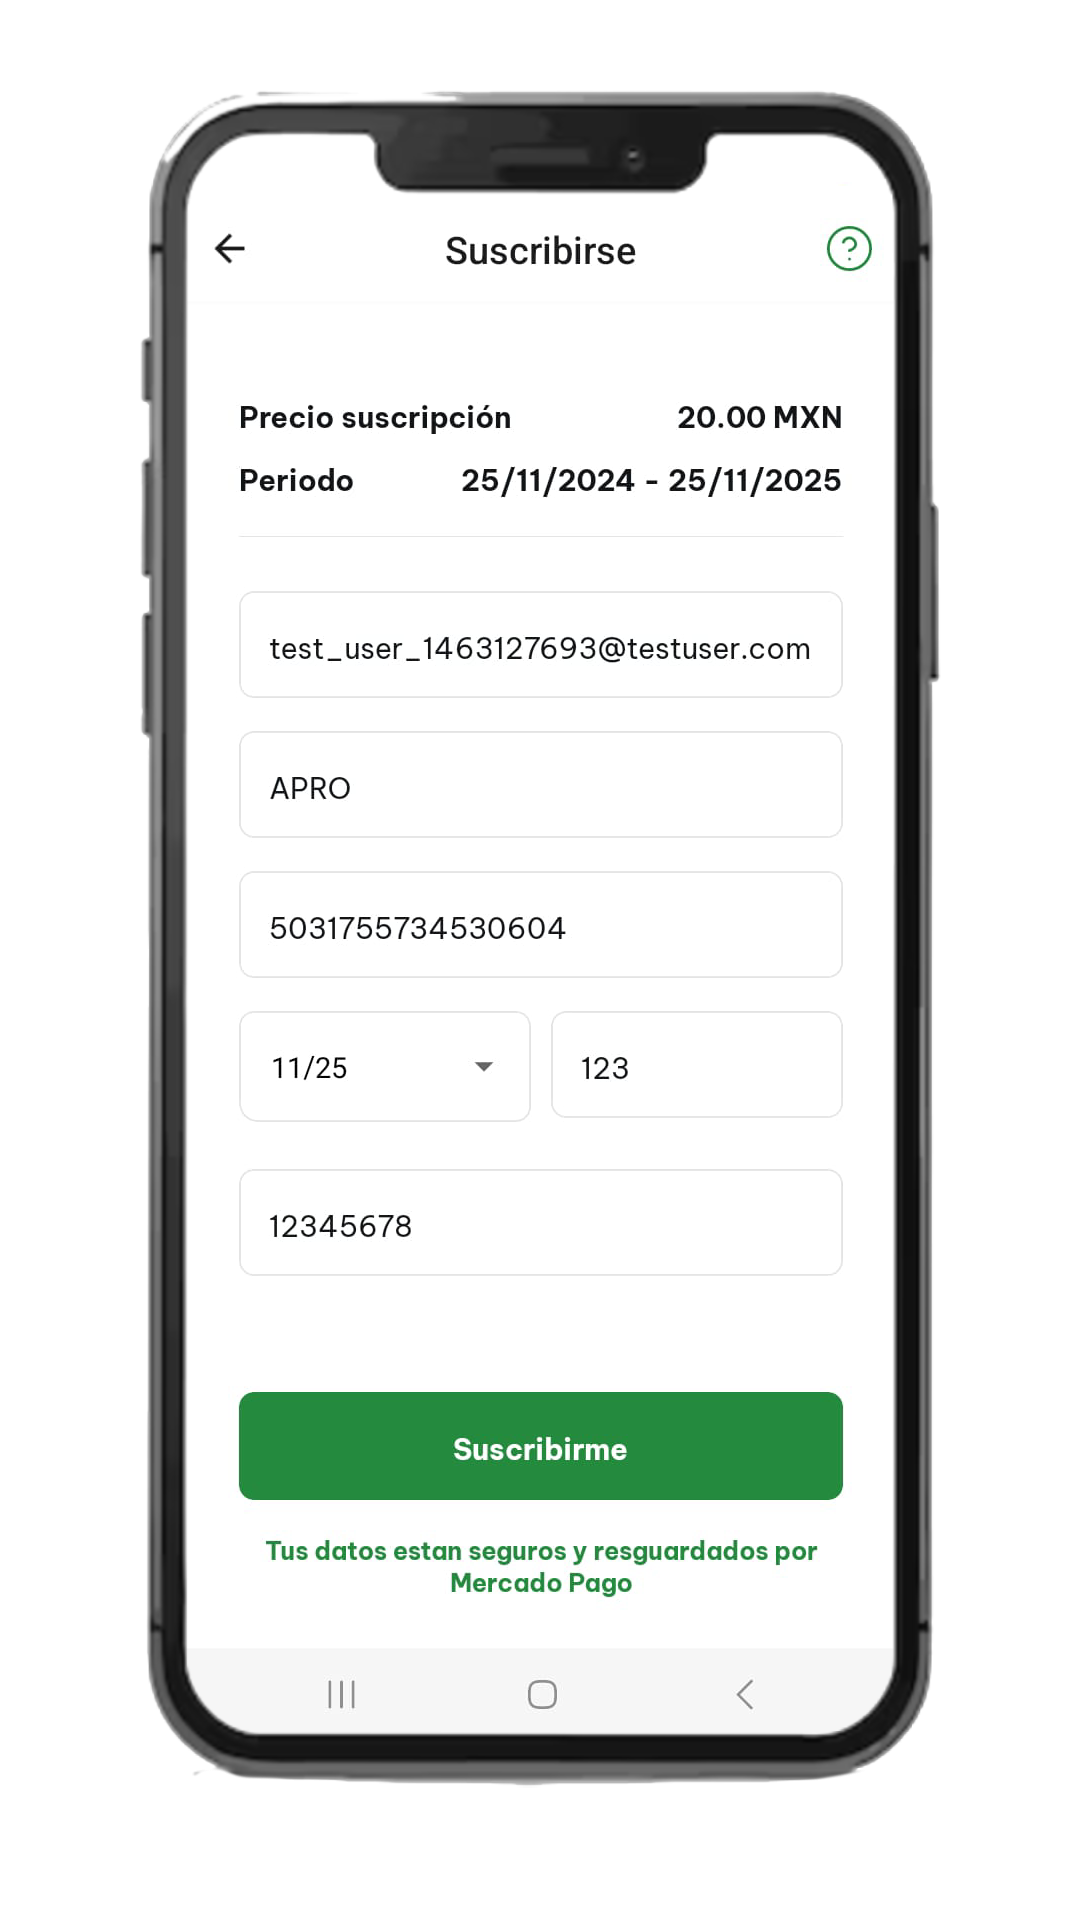 Suscribirse
Precio suscripción 20.00 MXN
Periodo 25/11/2024 - 25/11/2025
test_user_1463127693@testuser.com
APRO
5031755734530604
11/25 123
12345678
Suscribirme
Tus datos estan seguros y resguardados por
Mercado Pago